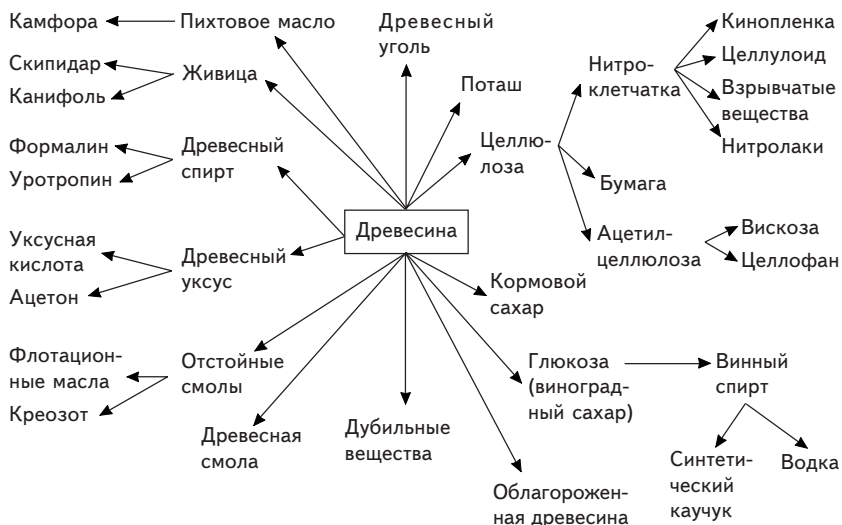 Камфора
Пихтовое масло
Древесный
уголь
Кинопленка
Скипидар
Канифоль
Живица
Поташ
Нитро-
клетчатка
Целлулоид
Взрывчатые
вещества
Нитролаки
Формалин
Уротропин
Древесный
спирт
Целлю-
лоза
Бумага
Древесина
Уксусная
кислота
Ацетон
Древесный
уксус
Ацетил-
целлюлоза
Вискоза
Целлофан
Кормовой
сахар
Флотацион-
ные масла
Креозот
Отстойные
смолы
Древесная
смола
Дубильные
вещества
Глюкоза
(виноград-
ный сахар)
Винный
спирт
Синтети-
ческий
каучук
Водка
Облагорожен-
ная древесина